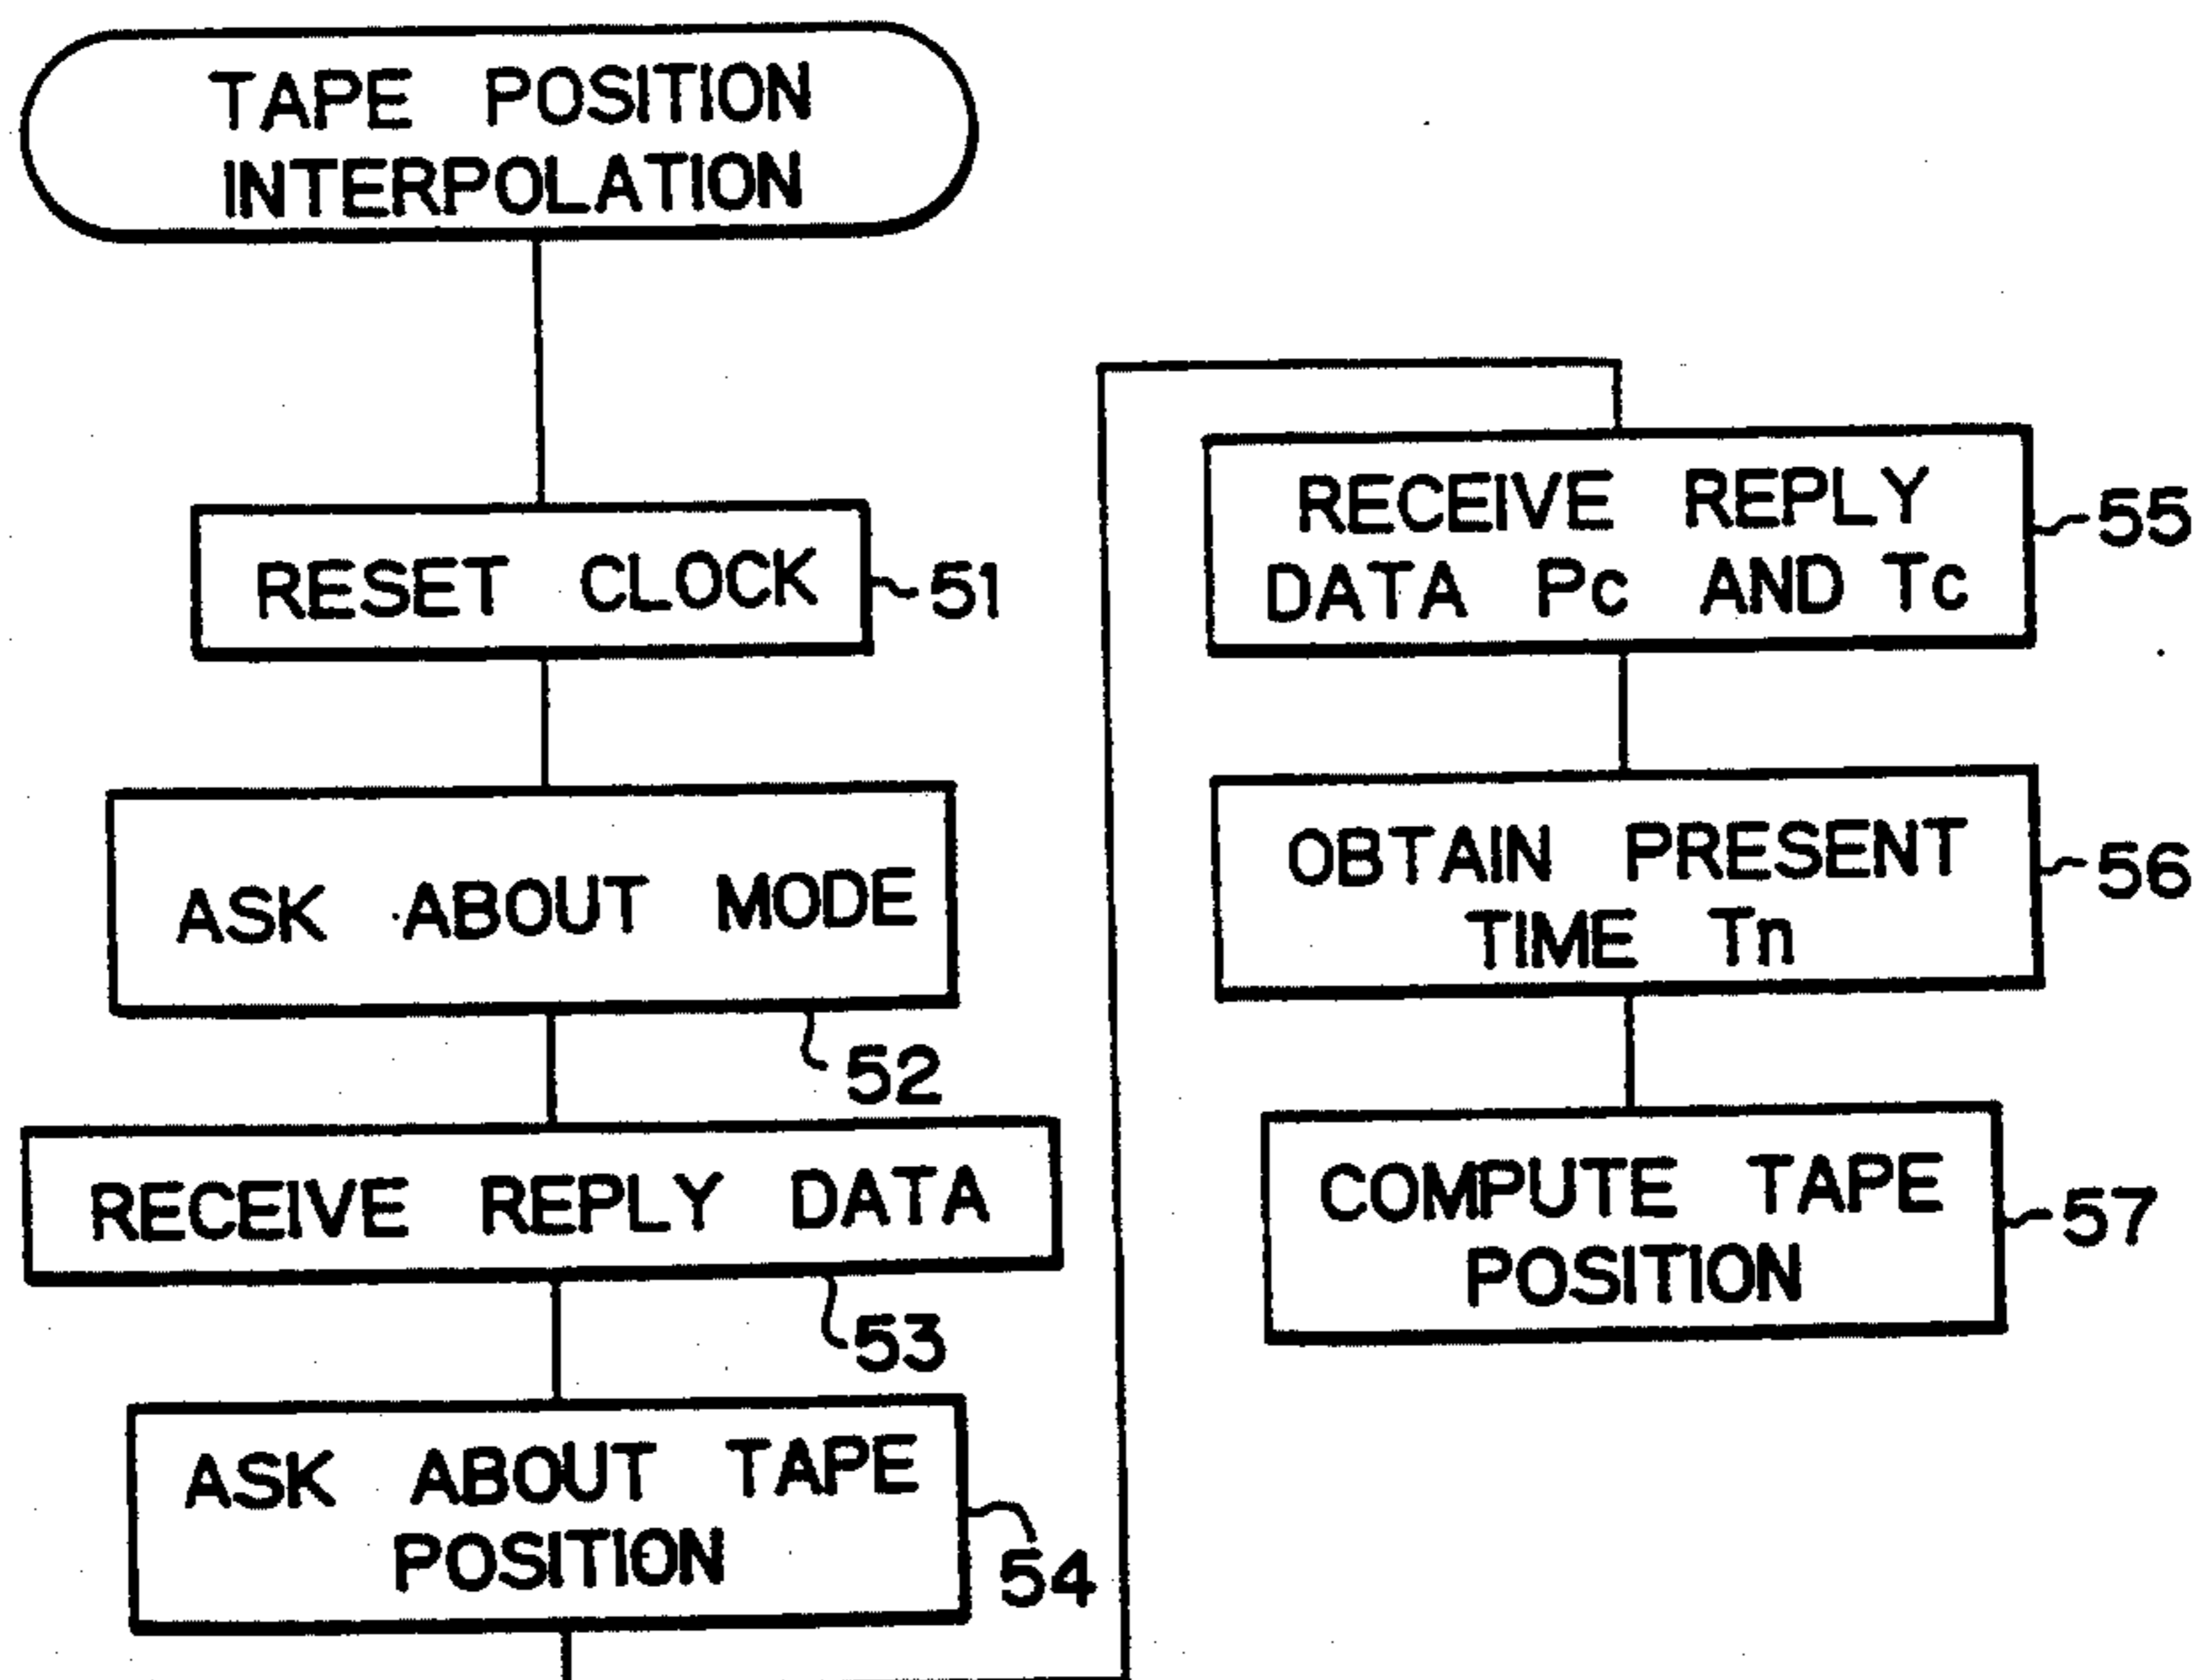 TAPE POSITION
INTERPOLATION
RESET CLOCK
51
ASK ABOUT MODE
52
RECEIVE REPLY DATA
53
ASK ABOUT TAPE
POSITION
54
RECEIVE REPLY
DATA Pc AND Tc
55
OBTAIN PRESENT
TIME Tn
56
COMPUTE TAPE
POSITION
57